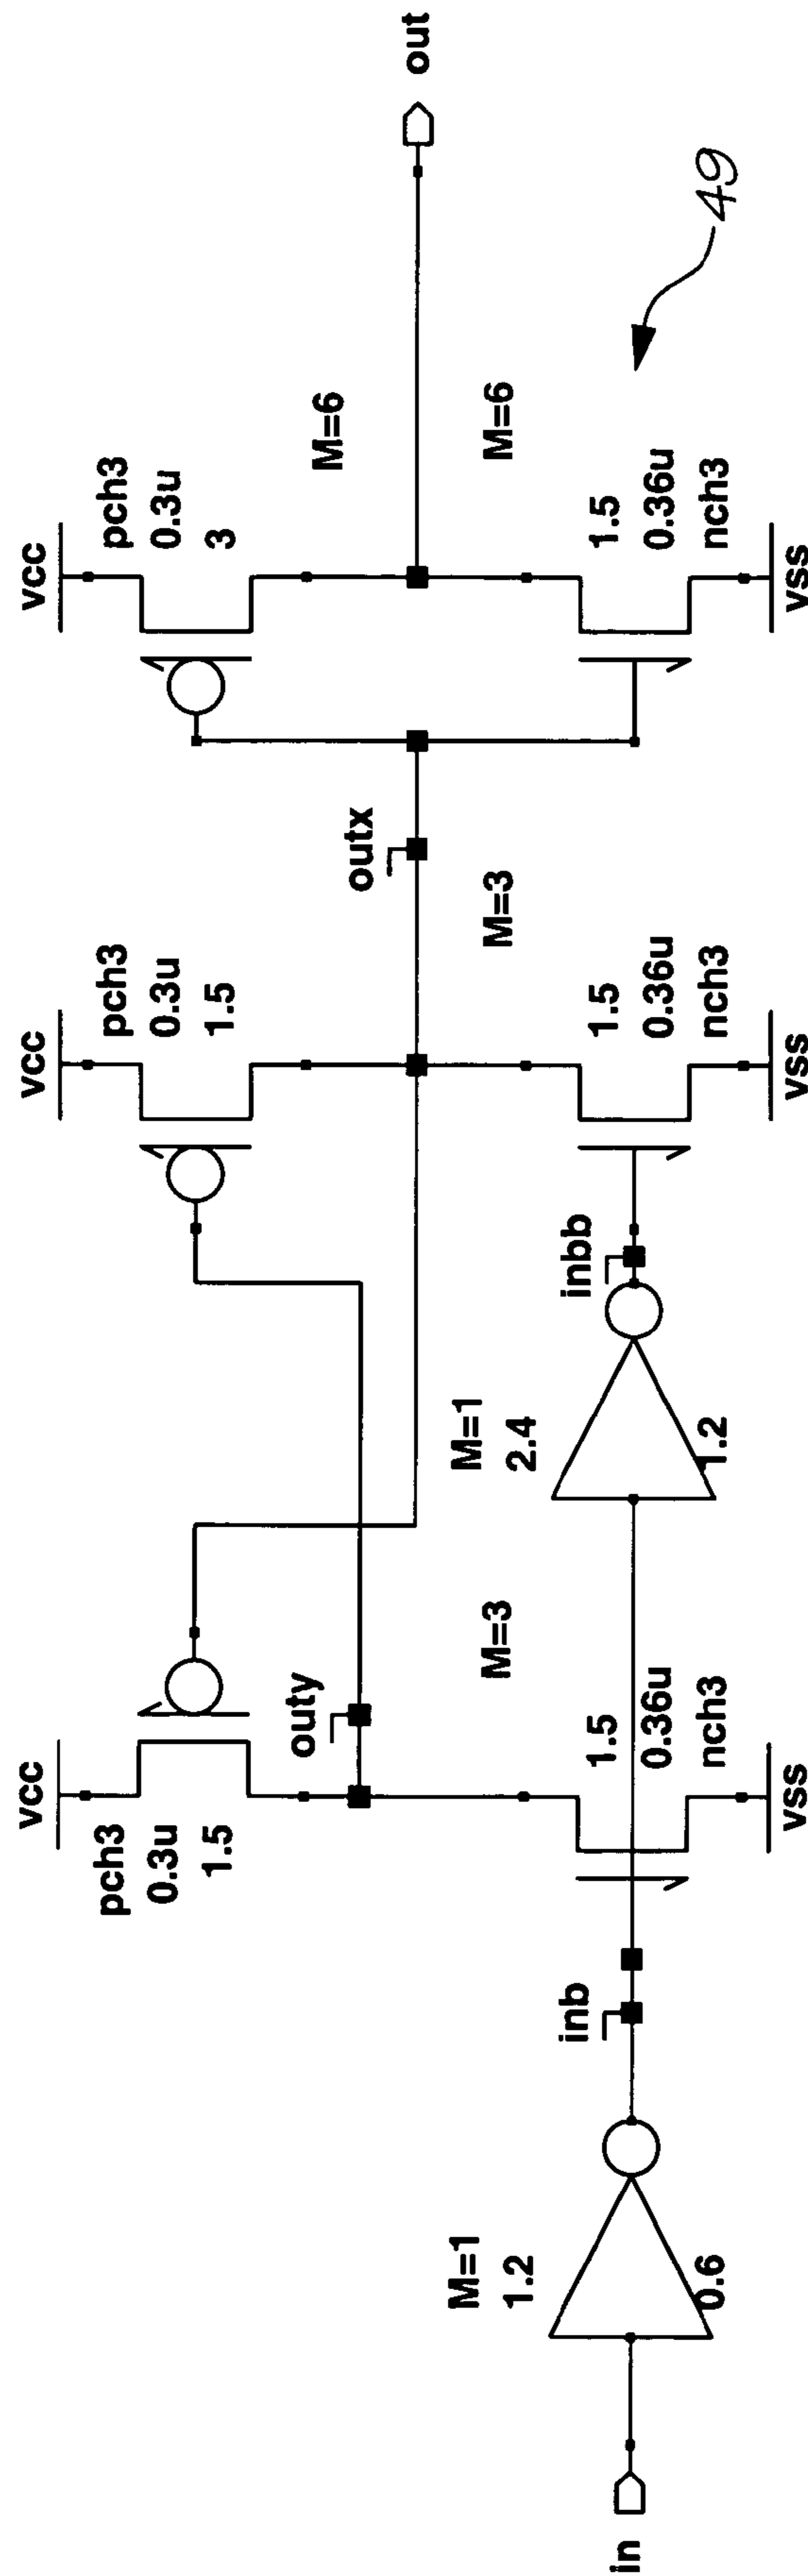 vcc
pch3
0.3u
1.5
outy
M=3
1.5
0.36u
nch3
vss
in
M=1
1.2
0.6
inb
M=1
2.4
1.2
inbb
vcc
pch3
0.3u
1.5
outx
M=3
1.5
0.36u
nch3
vss
vcc
pch3
0.3u
3
M=6
M=6
1.5
0.36u
nch3
vss
out
49